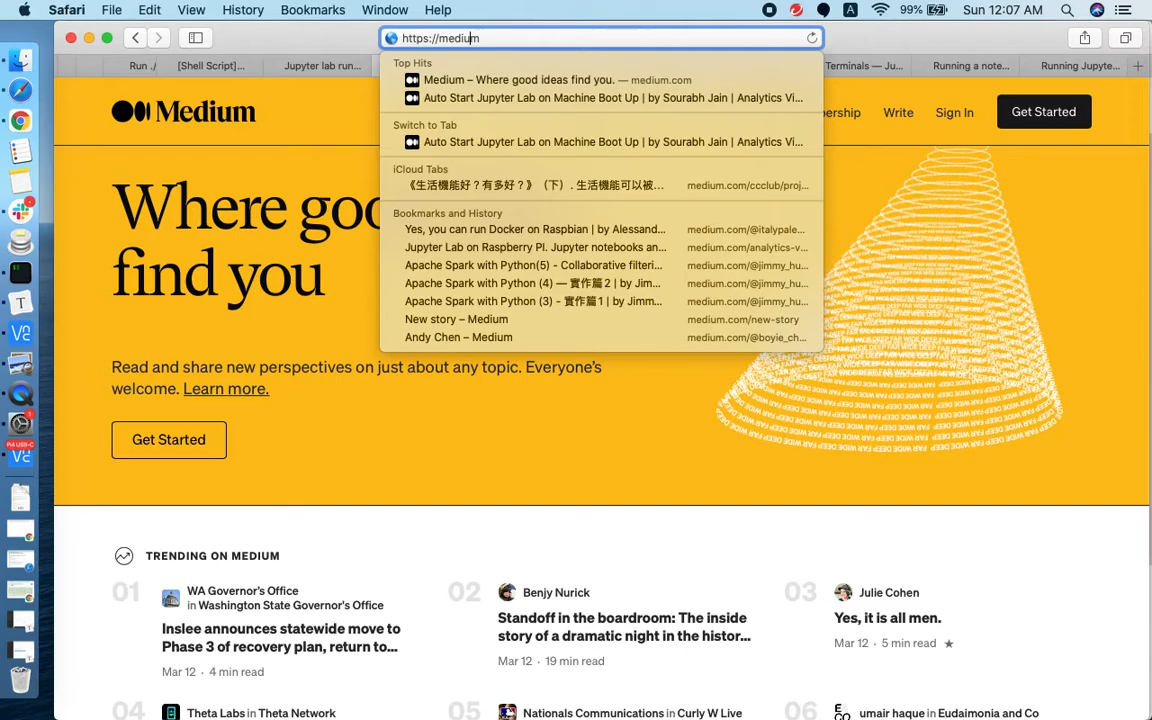 Safari File Edit View History Bookmarks Window Help
A 99% Sun 12:07 AM
https://medium
Run ./ [Shell Script]... Jupyter lab run... Terminals — Ju... Running a note... Running Jupyte...
Top Hits
Medium – Where good ideas find you. — medium.com
Auto Start Jupyter Lab on Machine Boot Up | by Sourabh Jain | Analytics Vi...
Switch to Tab
Auto Start Jupyter Lab on Machine Boot Up | by Sourabh Jain | Analytics Vi...
iCloud Tabs
《生活機能好？有多好？》（下）. 生活機能可以被... medium.com/ccclub/proj...
Bookmarks and History
Yes, you can run Docker on Raspbian | by Alessand... medium.com/@italypale...
Jupyter Lab on Raspberry PI. Jupyter notebooks an... medium.com/analytics-v...
Apache Spark with Python(5) - Collaborative filteri... medium.com/@jimmy_hu...
Apache Spark with Python (4) — 實作篇2 | by Jim... medium.com/@jimmy_hu...
Apache Spark with Python (3) - 實作篇1 | by Jimm... medium.com/@jimmy_hu...
New story – Medium medium.com/new-story
Andy Chen – Medium medium.com/@boyie_ch...
Medium
ership Write Sign In Get Started
Where goo
find you
Read and share new perspectives on just about any topic. Everyone's
welcome. Learn more.
Get Started
TRENDING ON MEDIUM
01
WA Governor's Office
in Washington State Governor's Office
Inslee announces statewide move to
Phase 3 of recovery plan, return to...
Mar 12 · 4 min read
02
Benjy Nurick
Standoff in the boardroom: The inside
story of a dramatic night in the histor...
Mar 12 · 19 min read
03
Julie Cohen
Yes, it is all men.
Mar 12 · 5 min read ★
04
Theta Labs in Theta Network
05
Nationals Communications in Curly W Live
06
umair haque in Eudaimonia and Co